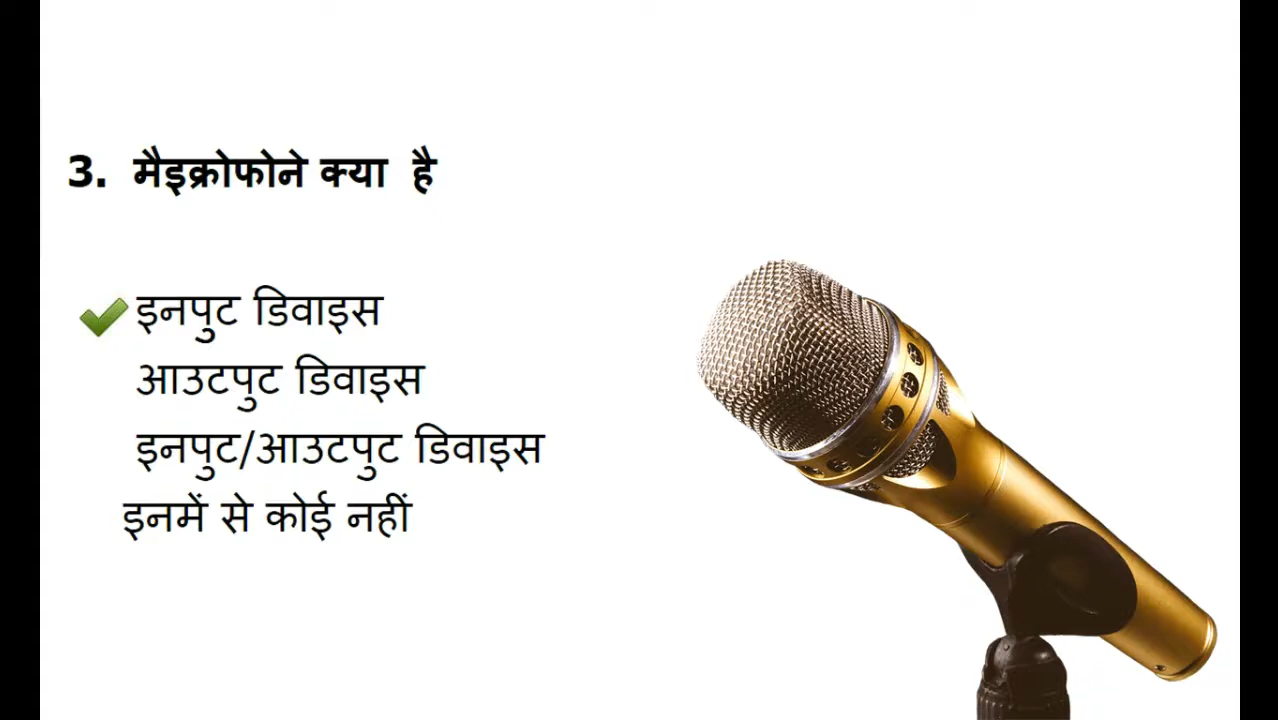 3. मैइक्रोफोने क्या है
इनपुट डिवाइस
आउटपुट डिवाइस
इनपुट/आउटपुट डिवाइस
इनमें से कोई नहीं